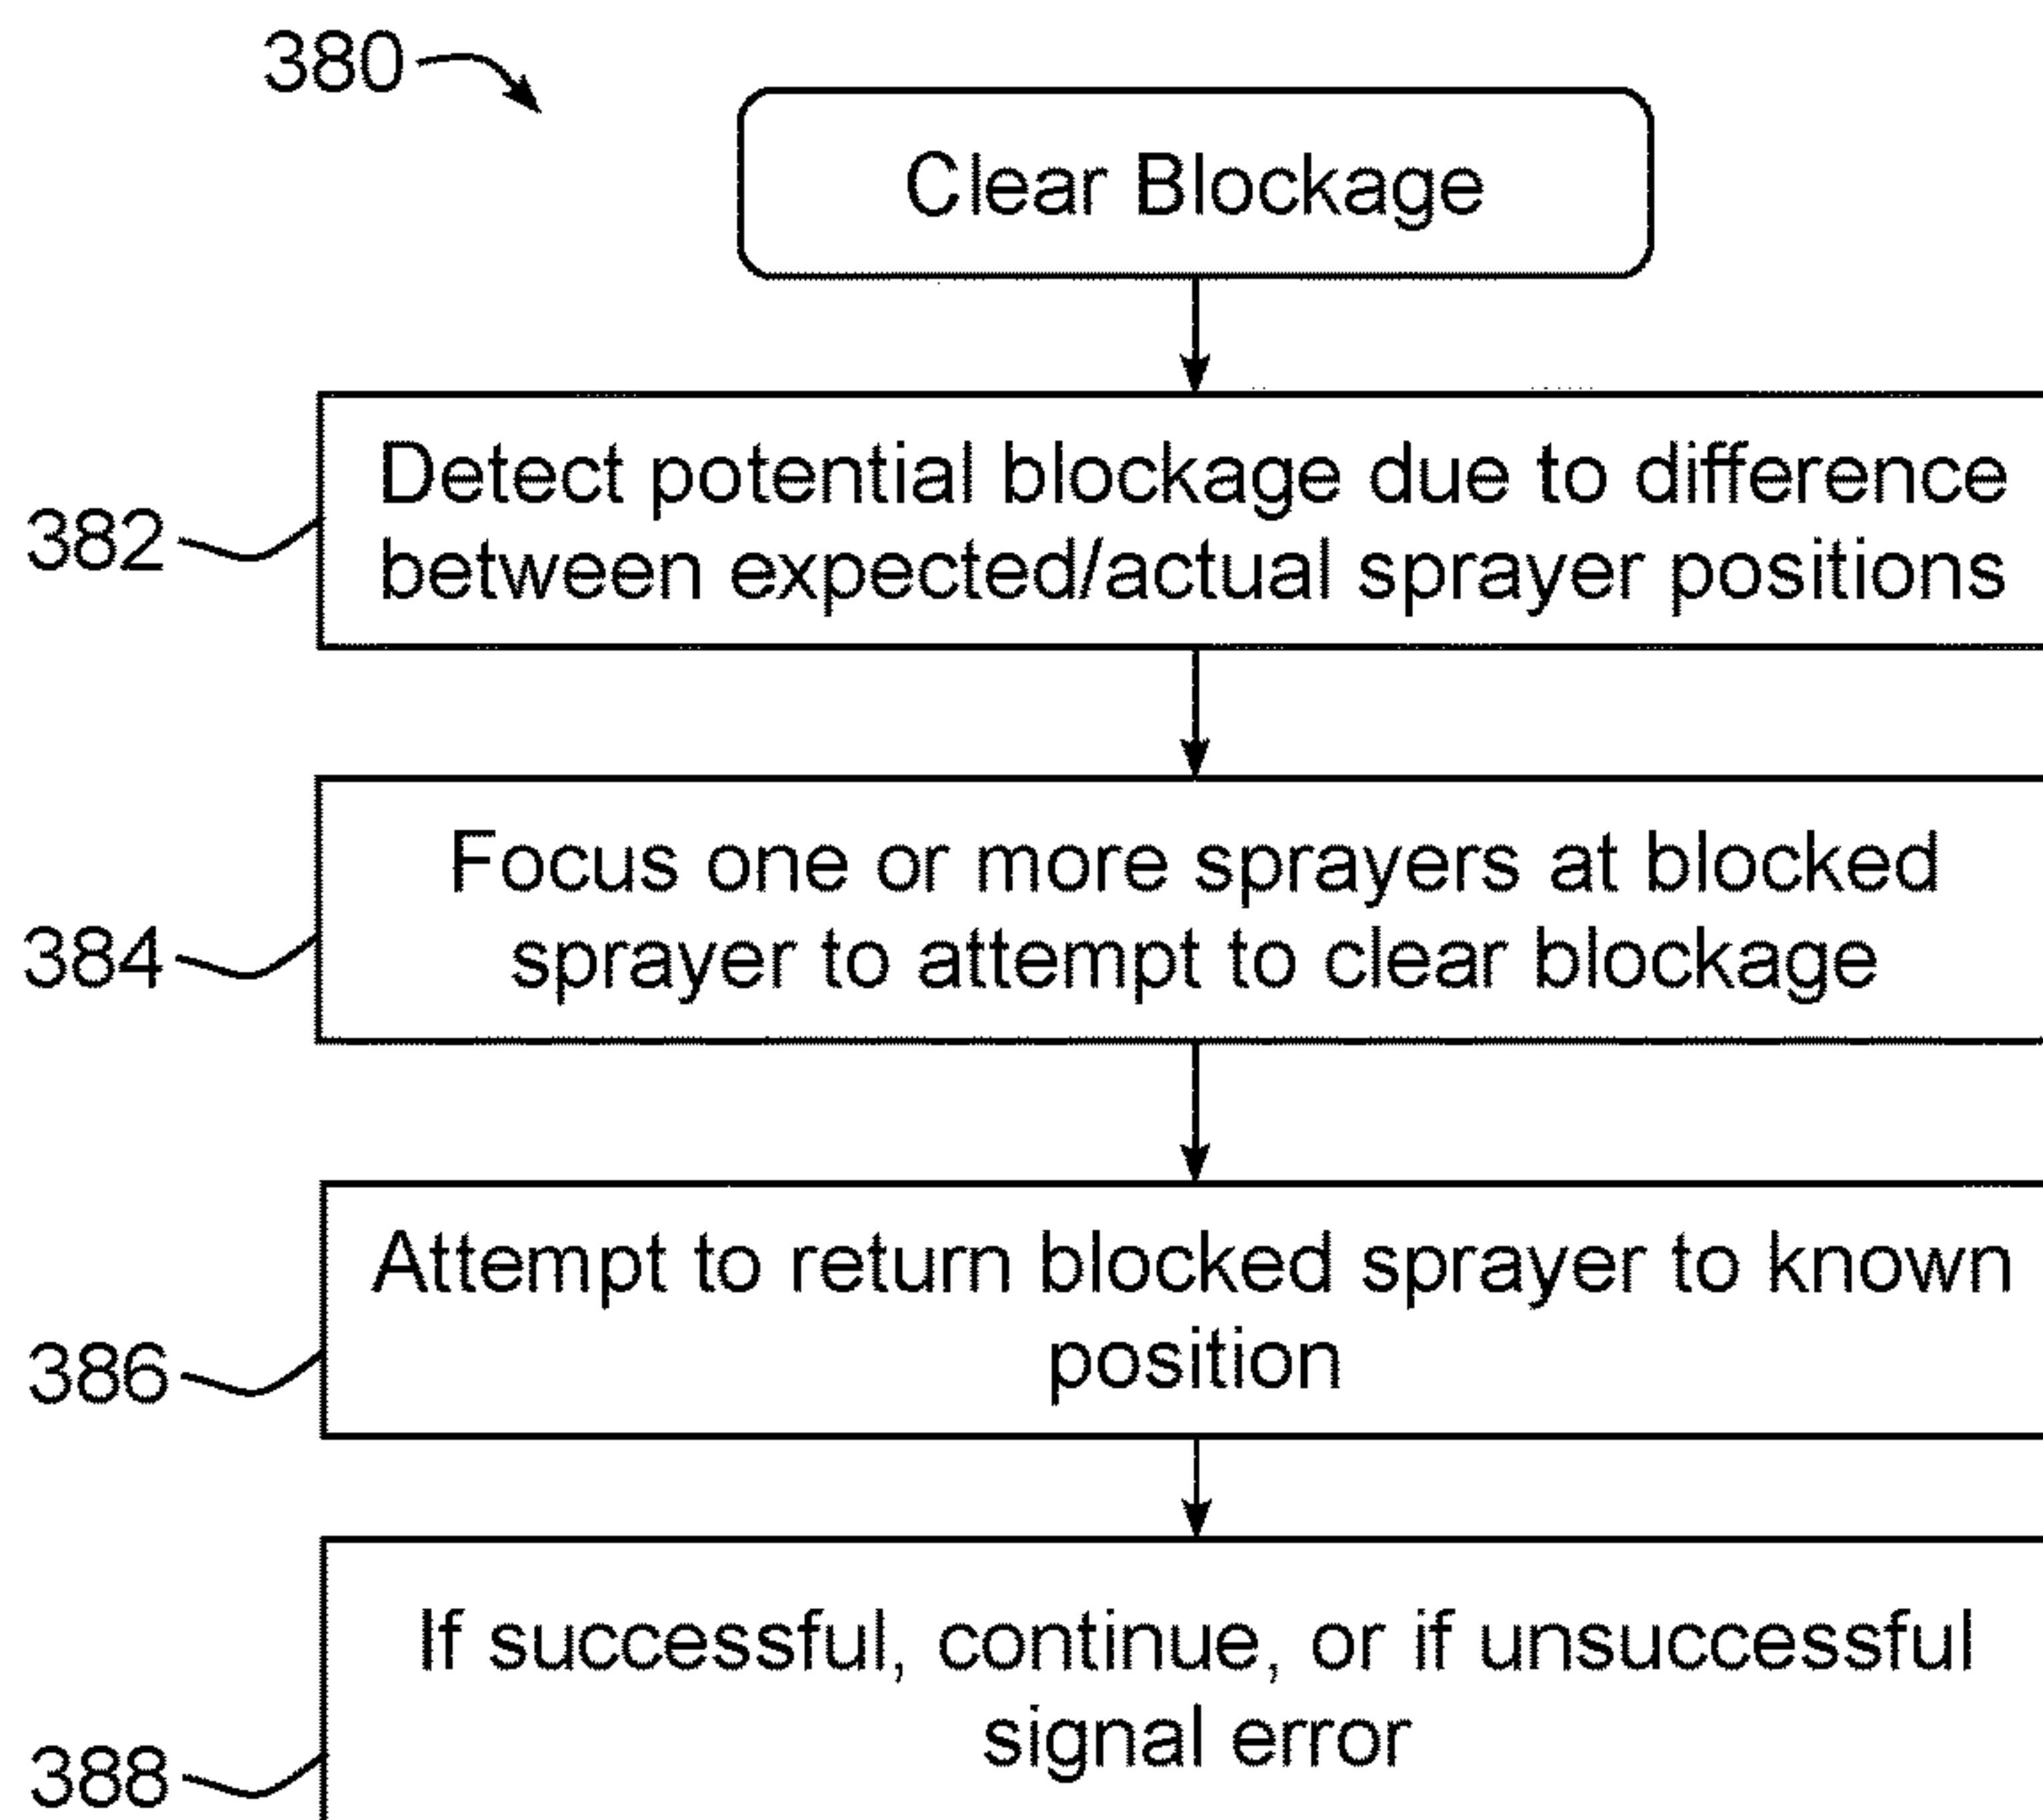 380
Clear Blockage
Detect potential blockage due to difference
between expected/actual sprayer positions
382
Focus one or more sprayers at blocked
sprayer to attempt to clear blockage
384
Attempt to return blocked sprayer to known
position
386
If successful, continue, or if unsuccessful
signal error
388